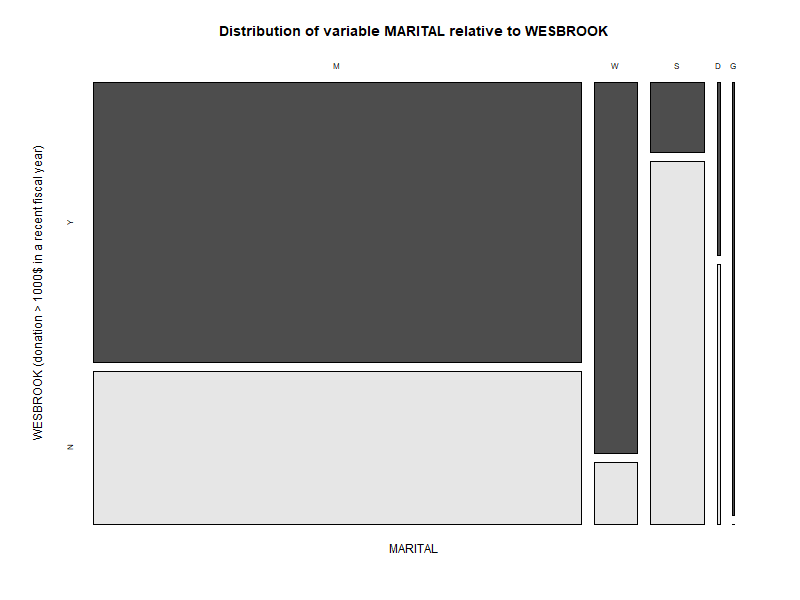 Distribution of variable MARITAL relative to WESBROOK
M W S D G
WESBROOK (donation > 1000$ in a recent fiscal year)
Y
N
MARITAL